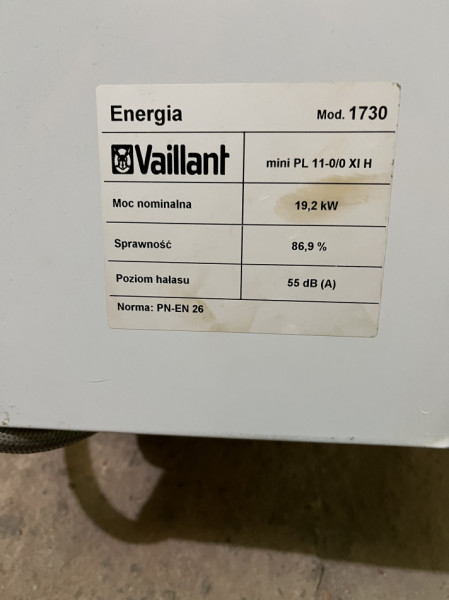 Energia Mod. 1730
Vaillant mini PL 11-0/0 XI H
Moc nominalna 19,2 kW
Sprawność 86,9 %
Poziom hałasu 55 dB (A)
Norma: PN-EN 26